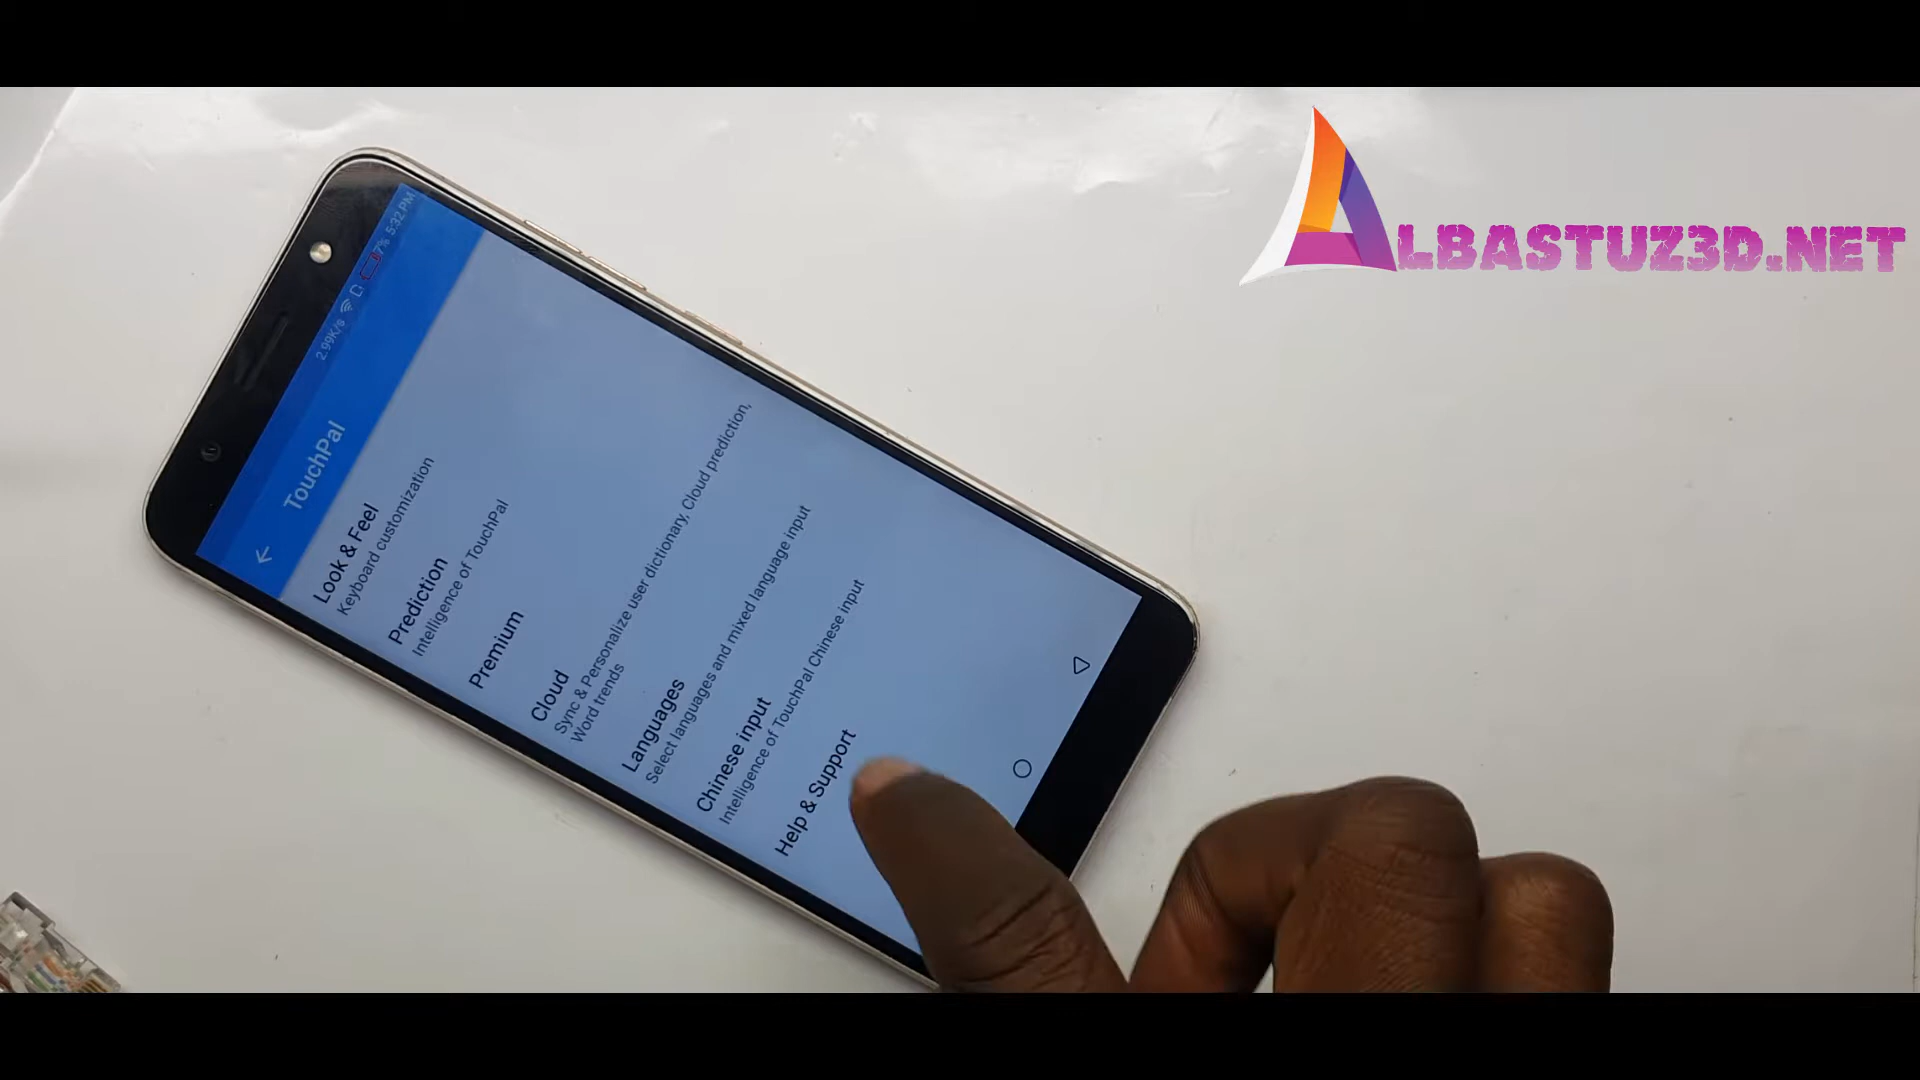 ALBASTUZ3D.NET
2.99K/s 7% 5:32 PM
TouchPal
Look & Feel
Keyboard customization
Prediction
Intelligence of TouchPal
Premium
Cloud
Sync & Personalize user dictionary, Cloud prediction,
Word trends
Languages
Select languages and mixed language input
Chinese input
Intelligence of TouchPal Chinese input
Help & Support